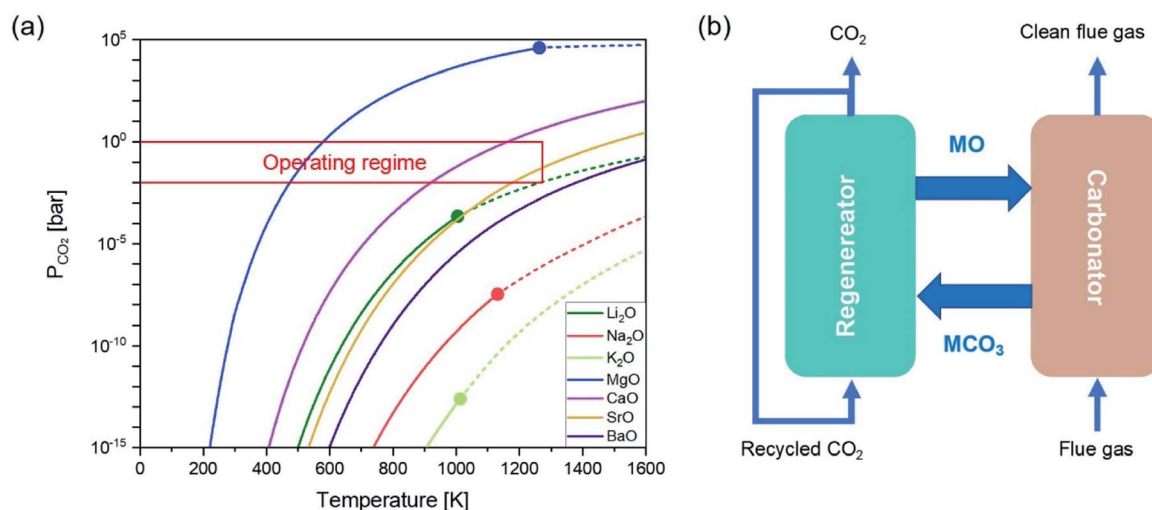 (a)
10^5
10^0
10^-5
10^-10
10^-15
P_CO₂ [bar]
Operating regime
Li₂O
Na₂O
K₂O
MgO
CaO
SrO
BaO
0 200 400 600 800 1000 1200 1400 1600
Temperature [K]
(b)
CO₂
Clean flue gas
Regenereator
MO
MCO₃
Carbonator
Recycled CO₂
Flue gas